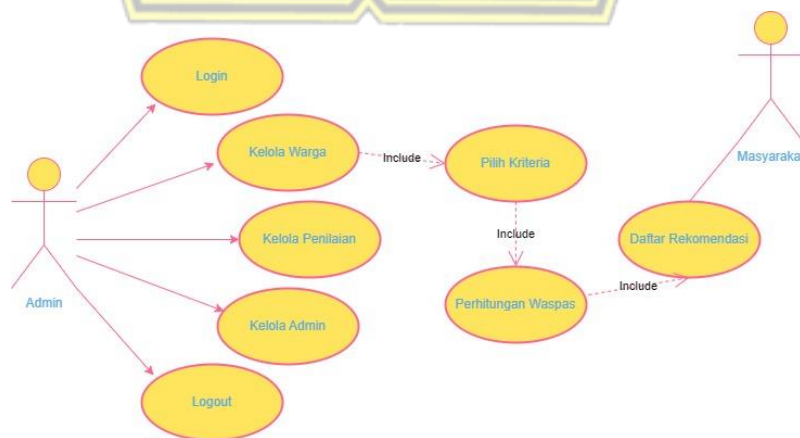 Login
Kelola Warga
Include
Pilih Kriteria
Masyaraka
Kelola Penilaian
Include
Daftar Rekomendasi
Include
Perhitungan Waspas
Admin
Kelola Admin
Logout